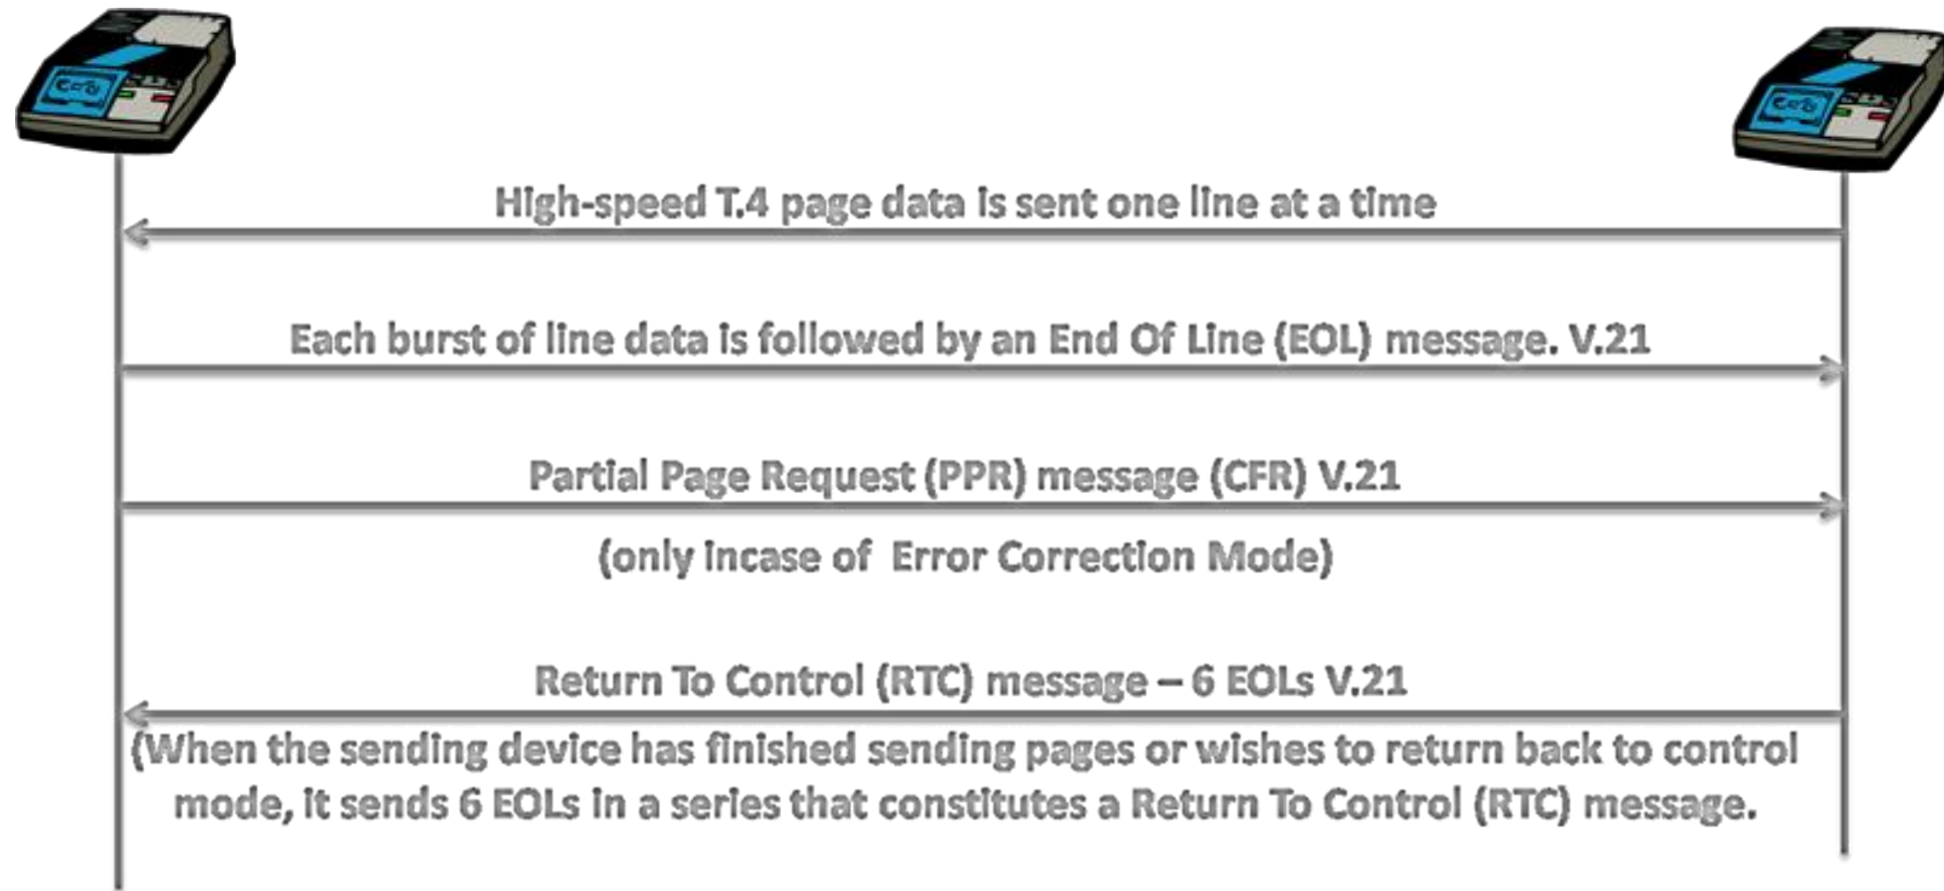 High-speed T.4 page data is sent one line at a time
Each burst of line data is followed by an End Of Line (EOL) message. V.21
Partial Page Request (PPR) message (CFR) V.21
(only incase of Error Correction Mode)
Return To Control (RTC) message – 6 EOLs V.21
(When the sending device has finished sending pages or wishes to return back to control
mode, it sends 6 EOLs in a series that constitutes a Return To Control (RTC) message.